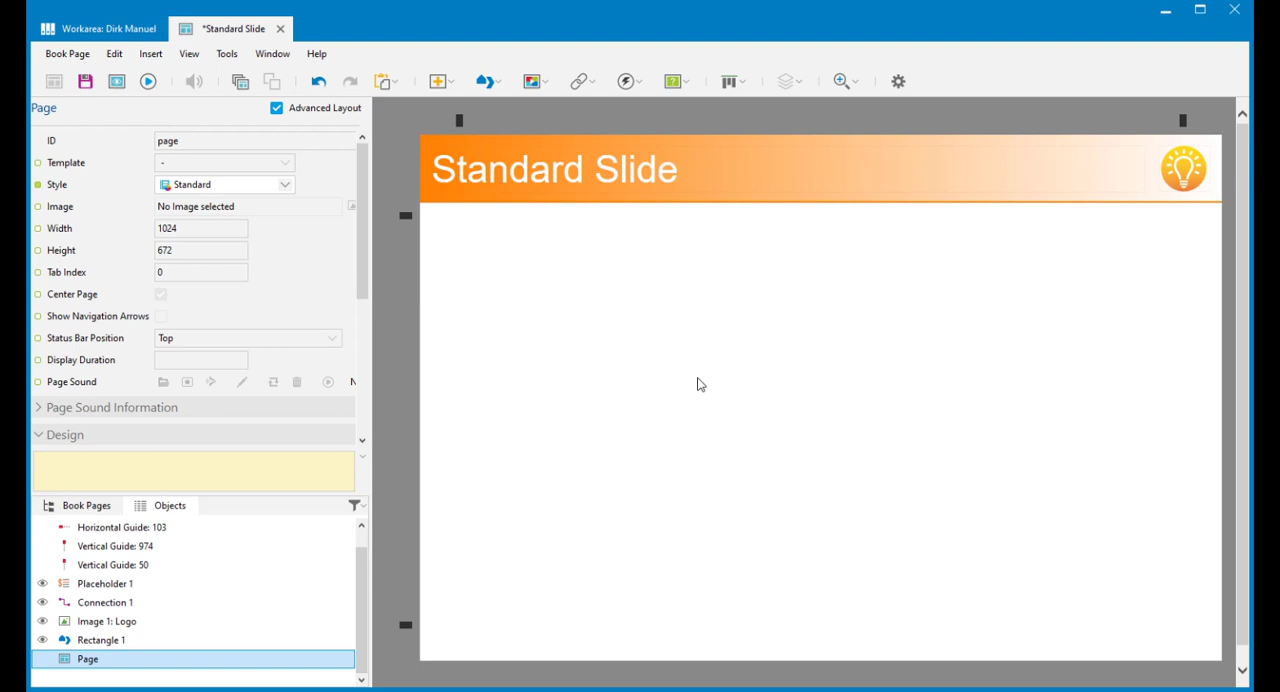 Workarea: Dirk Manuel
*Standard Slide
Book Page Edit Insert View Tools Window Help
Page
Advanced Layout
ID page
Template -
Style Standard
Image No Image selected
Width 1024
Height 672
Tab Index 0
Center Page
Show Navigation Arrows
Status Bar Position Top
Display Duration
Page Sound N
Page Sound Information
Design
Book Pages Objects
Horizontal Guide: 103
Vertical Guide: 974
Vertical Guide: 50
Placeholder 1
Connection 1
Image 1: Logo
Rectangle 1
Page
Standard Slide